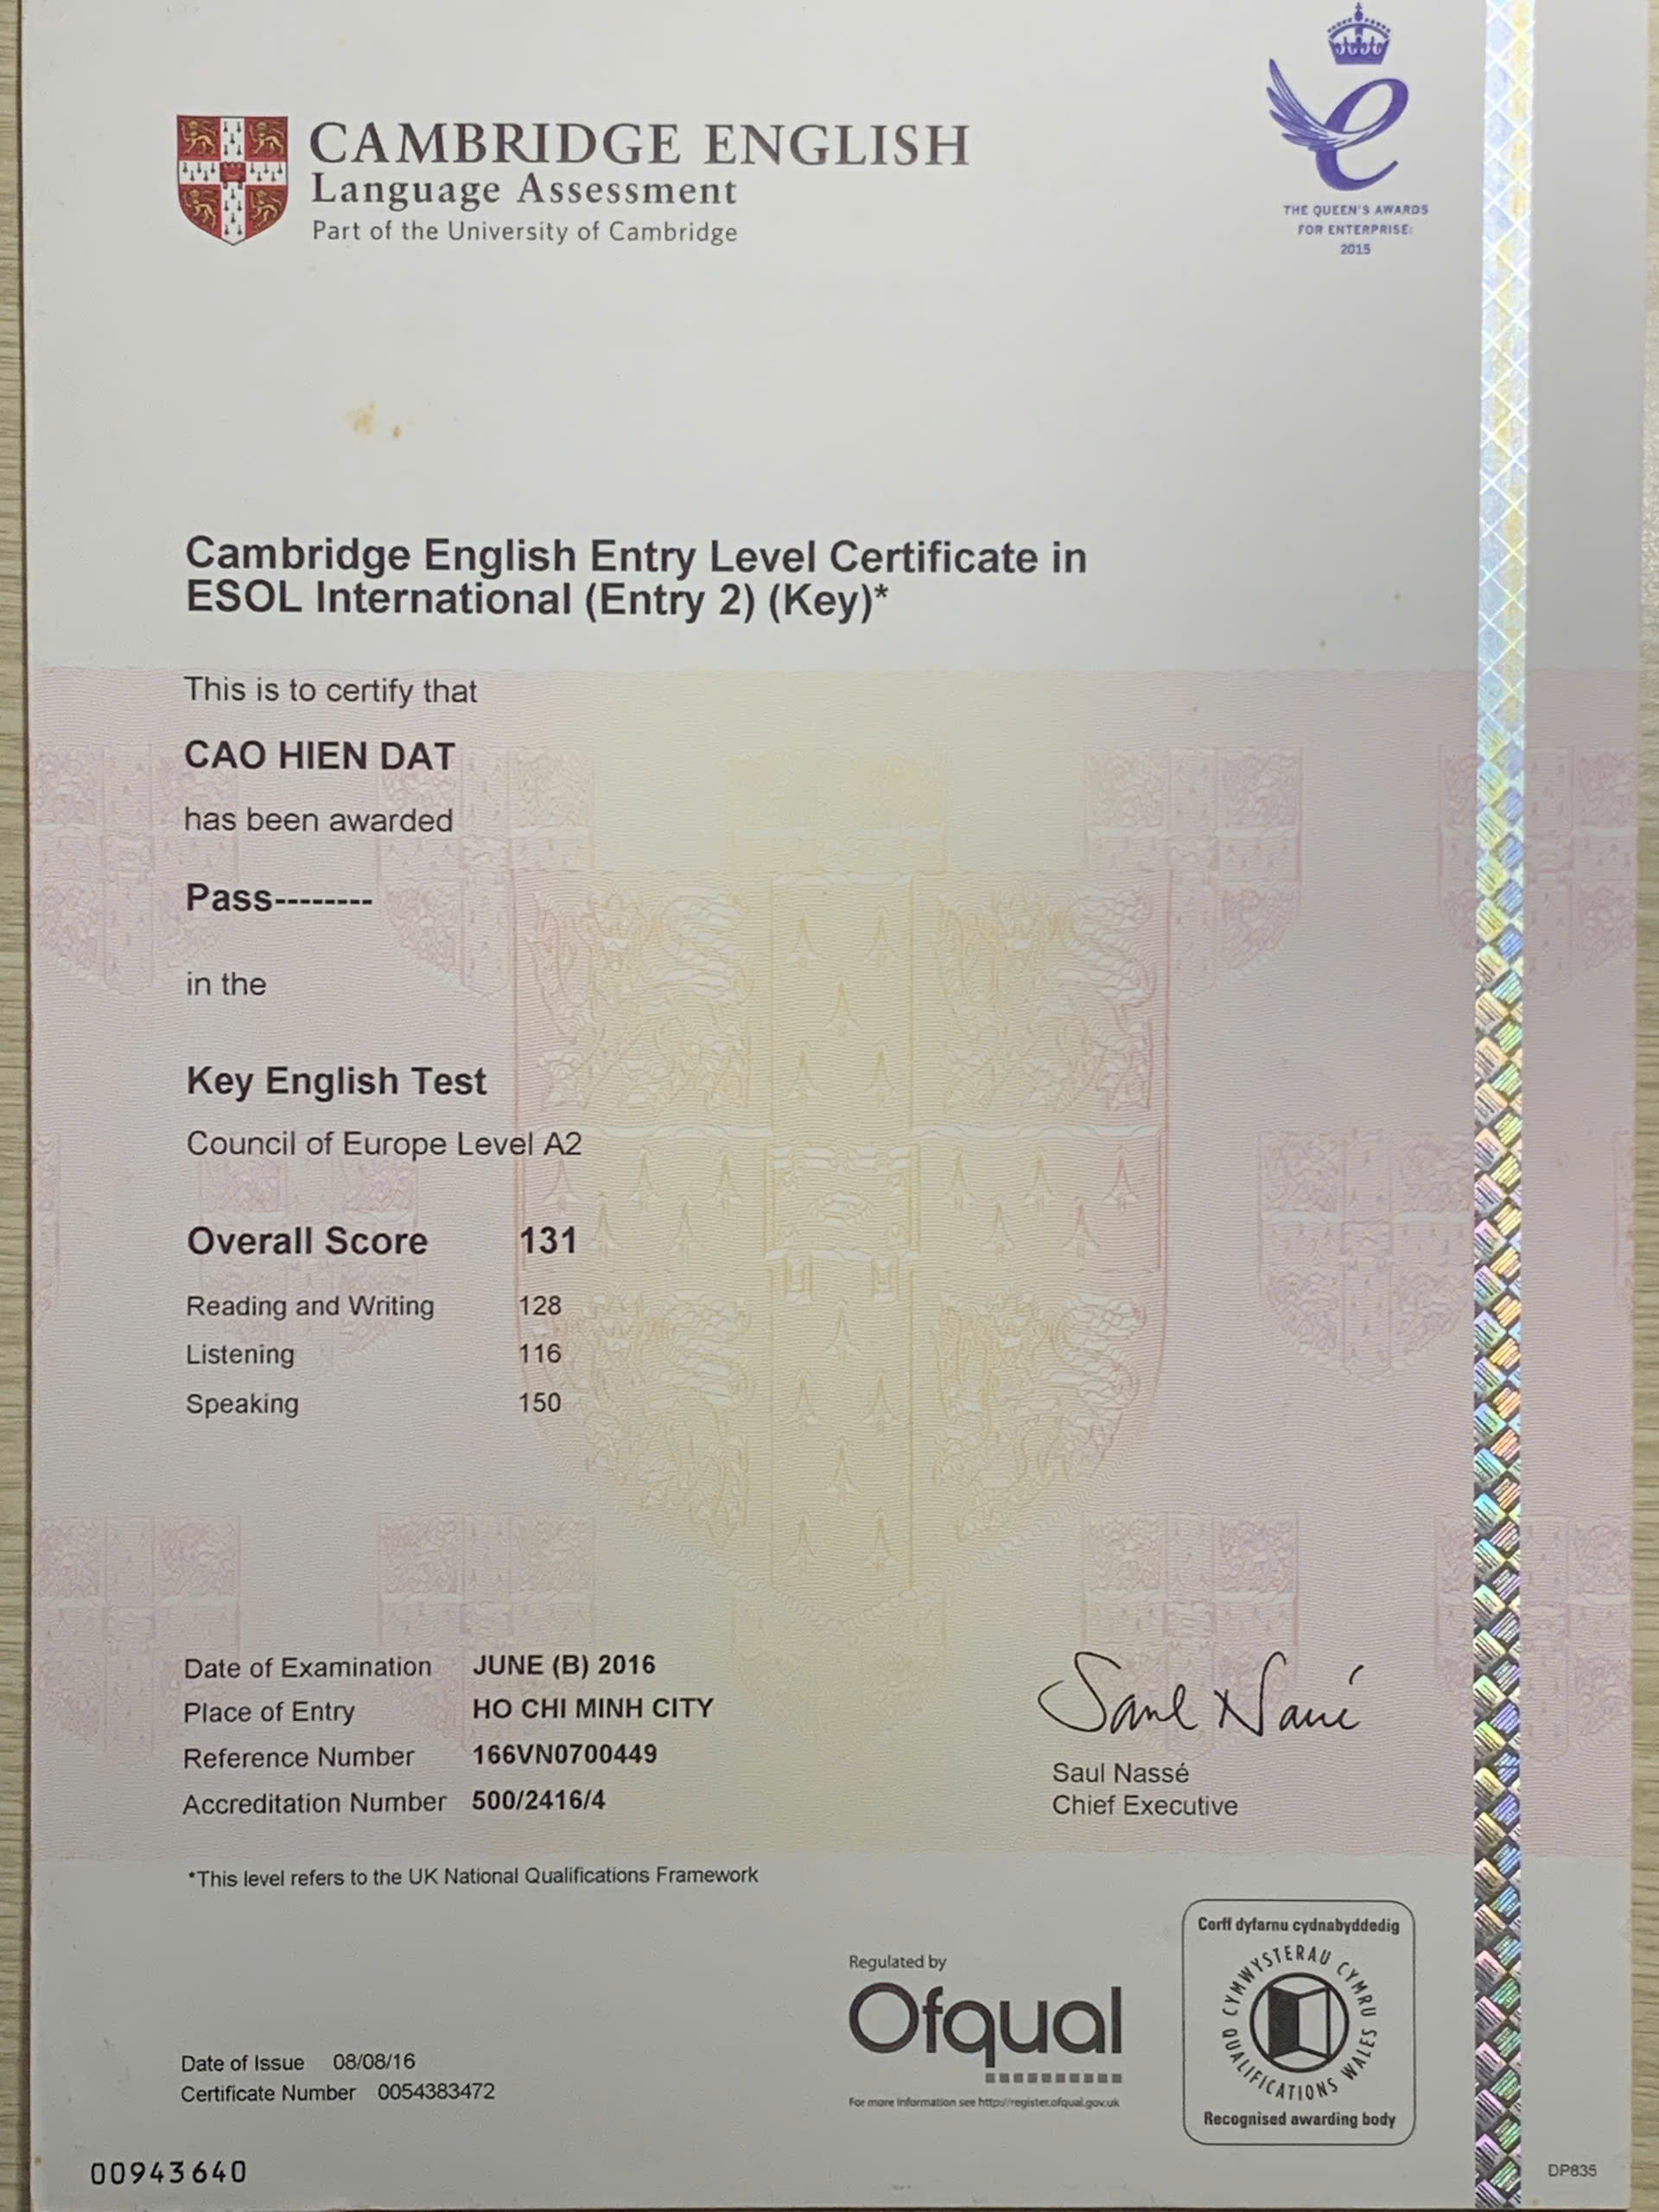 CAMBRIDGE ENGLISH
Language Assessment
Part of the University of Cambridge
THE QUEEN'S AWARDS
FOR ENTERPRISE:
2015
Cambridge English Entry Level Certificate in
ESOL International (Entry 2) (Key)*
This is to certify that
CAO HIEN DAT
has been awarded
Pass--------
in the
Key English Test
Council of Europe Level A2
Overall Score 131
Reading and Writing 128
Listening 116
Speaking 150
Date of Examination JUNE (B) 2016
Place of Entry HO CHI MINH CITY
Reference Number 166VN0700449
Accreditation Number 500/2416/4
Saul Nassé
Saul Nassé
Chief Executive
*This level refers to the UK National Qualifications Framework
Regulated by
Ofqual
For more information see http://register.ofqual.gov.uk
Corff dyfarnu cydnabyddedig
CYMWYSTERAU CYMRU
QUALIFICATIONS WALES
Recognised awarding body
Date of Issue 08/08/16
Certificate Number 0054383472
00943640
DP835